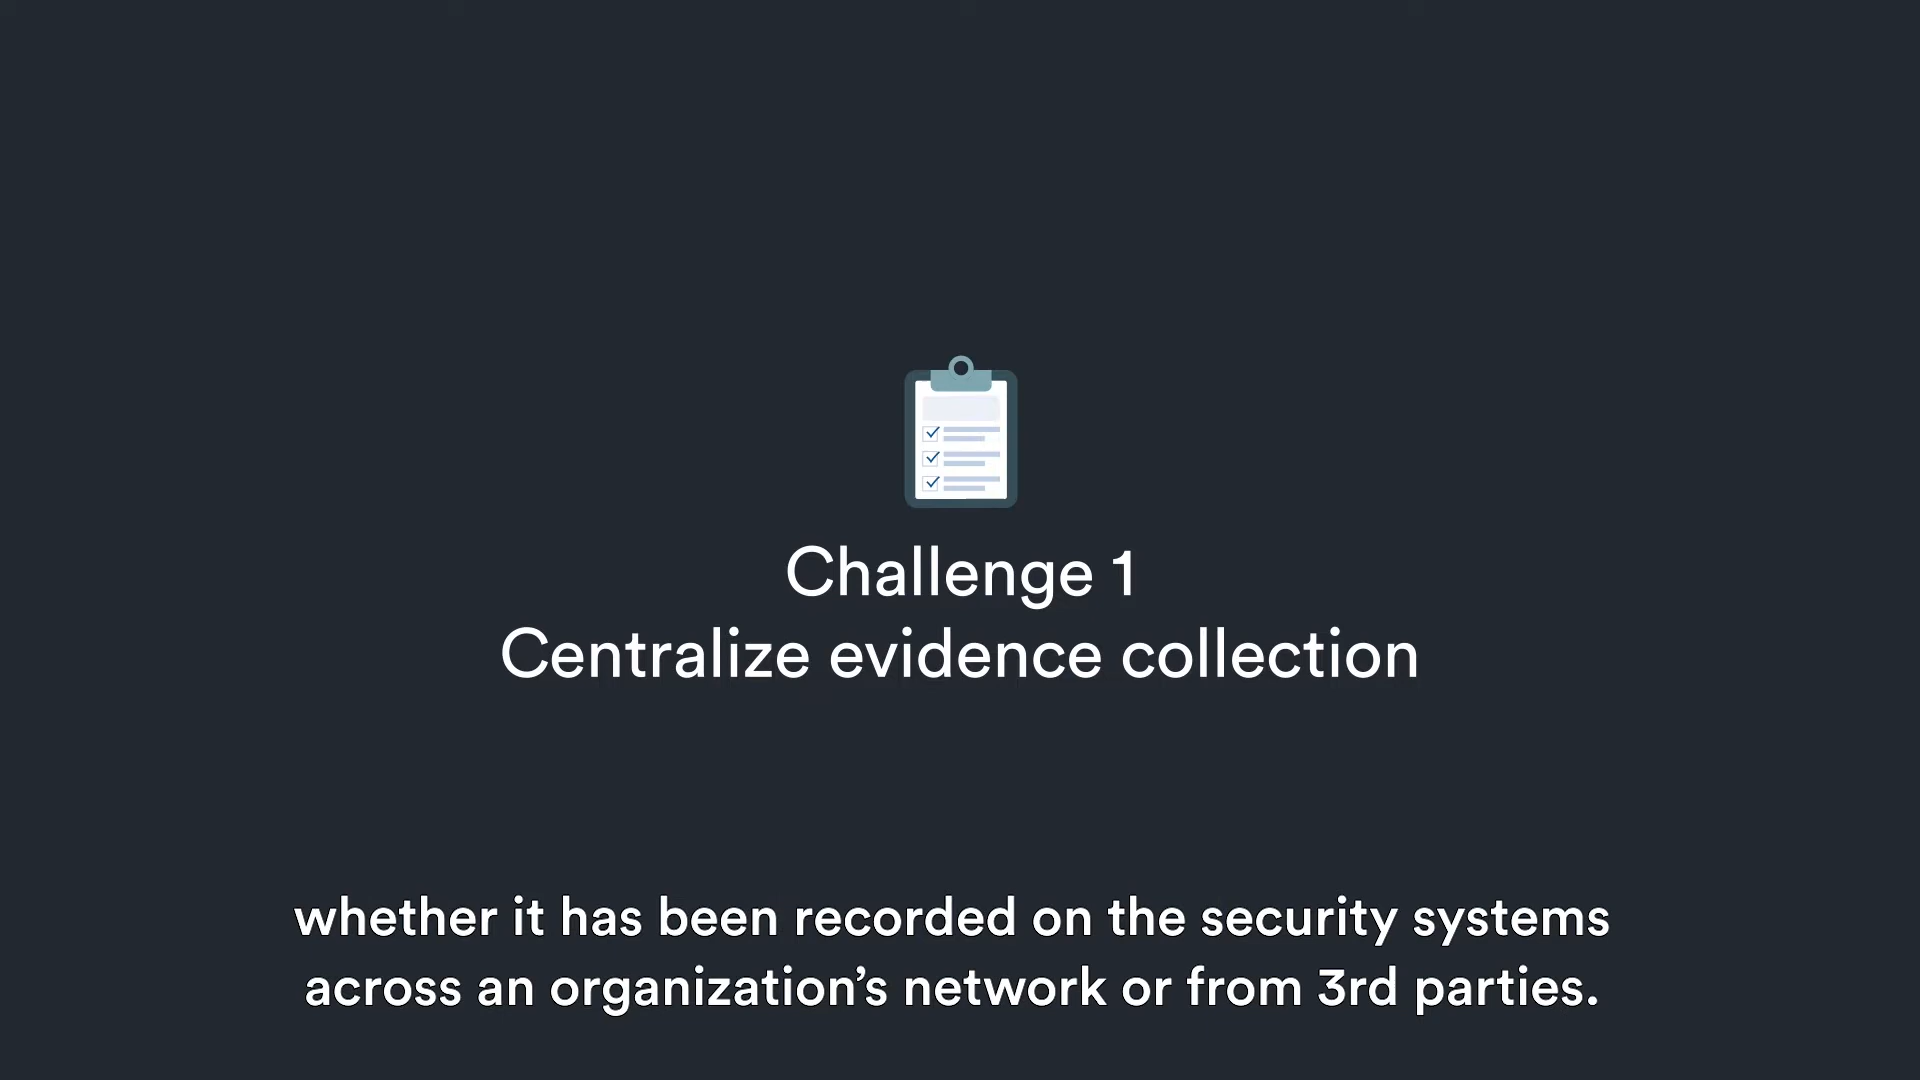 Challenge 1
Centralize evidence collection
whether it has been recorded on the security systems
across an organization’s network or from 3rd parties.